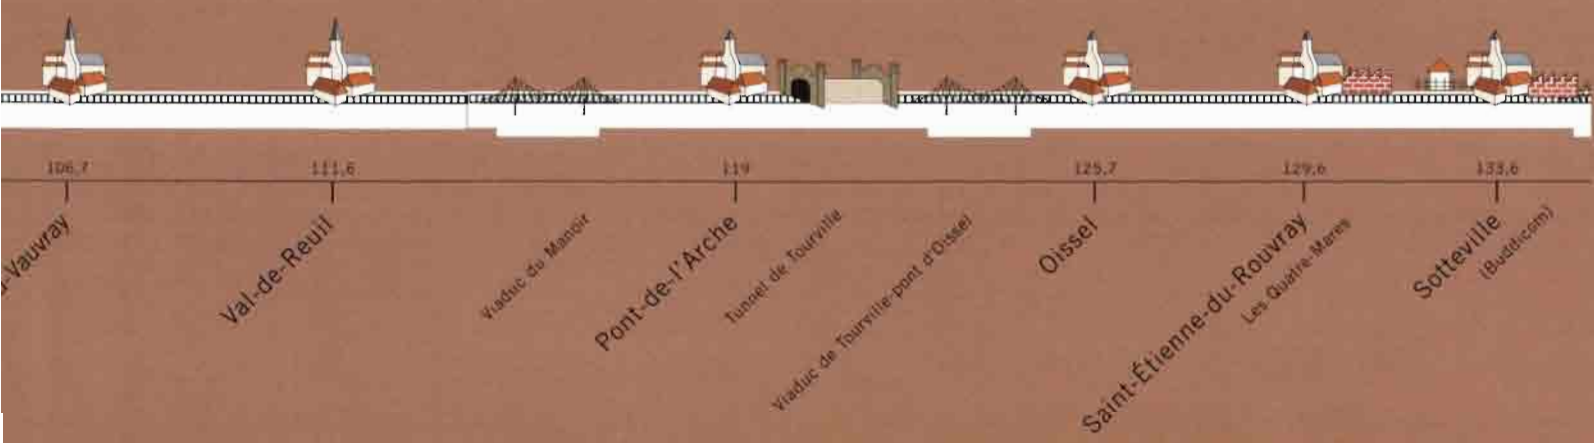 106,7
111,6
119
125,7
129,6
133,6
-Vauvray
Val-de-Reuil
Viaduc du Manoir
Pont-de-l'Arche
Tunnel de Tourville
Viaduc de Tourville-pont d'Oissel
Oissel
Saint-Étienne-du-Rouvray
Les Quatre-Mares
Sotteville
(Buddicom)